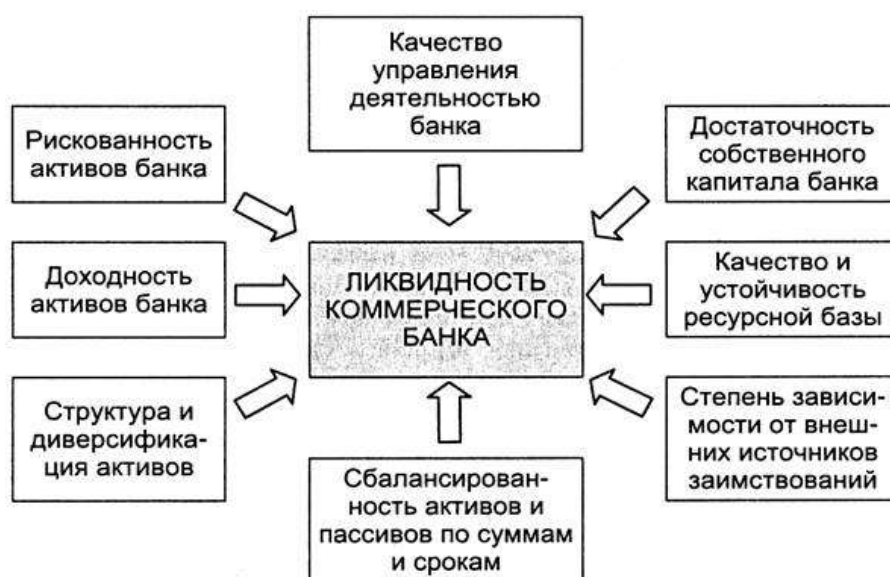 Качество
управления
деятельностью
банка
Рискованность
активов банка
Достаточность
собственного
капитала банка
Доходность
активов банка
ЛИКВИДНОСТЬ
КОММЕРЧЕСКОГО
БАНКА
Качество и
устойчивость
ресурсной базы
Структура и
диверсифика-
ция активов
Степень зависи-
мости от внеш-
них источников
заимствований
Сбалансирован-
ность активов и
пассивов по суммам
и срокам